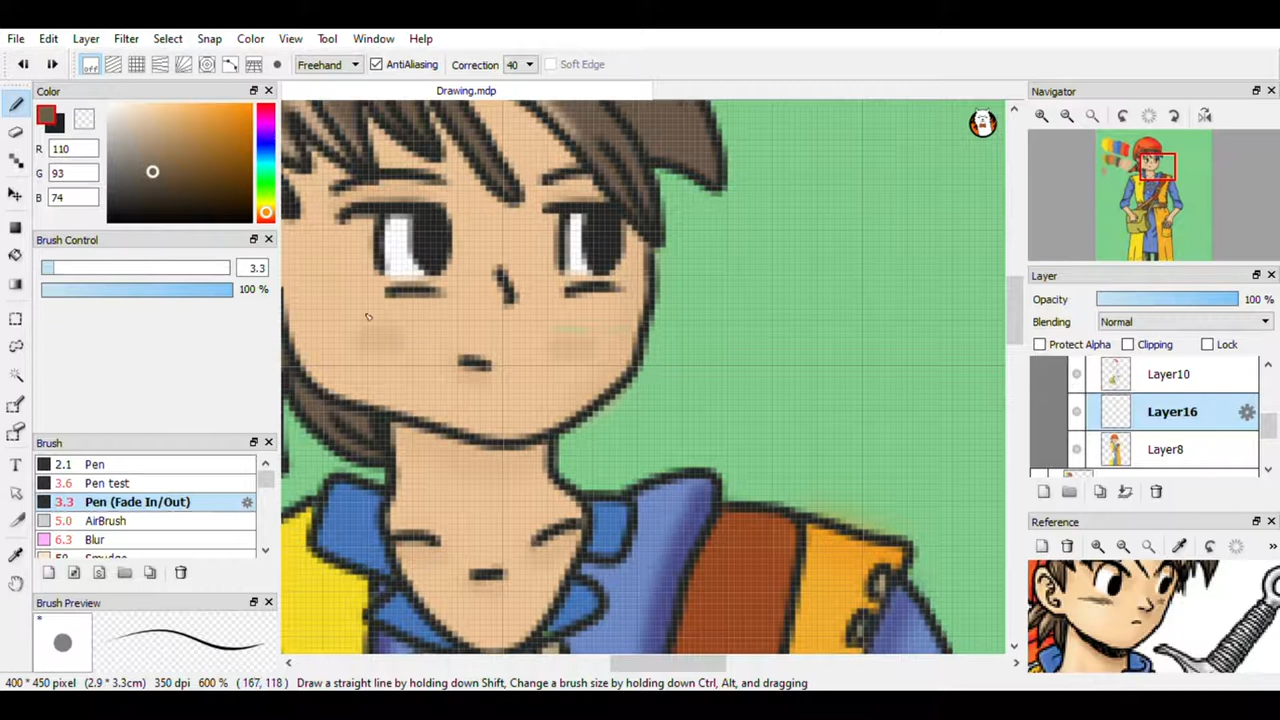 File Edit Layer Filter Select Snap Color View Tool Window Help
off Freehand AntiAliasing Correction 40 Soft Edge
Color
R 110
G 93
B 74
Brush Control
3.3
100 %
Brush
2.1 Pen
3.6 Pen test
3.3 Pen (Fade In/Out)
5.0 AirBrush
6.3 Blur
50 Smudge
Brush Preview
*
Drawing.mdp
Navigator
Layer
Opacity 100 %
Blending Normal
Protect Alpha Clipping Lock
Layer10
Layer16
Layer8
Reference
»
400 * 450 pixel (2.9 * 3.3cm) 350 dpi 600 % ( 167, 118 ) Draw a straight line by holding down Shift, Change a brush size by holding down Ctrl, Alt, and dragging